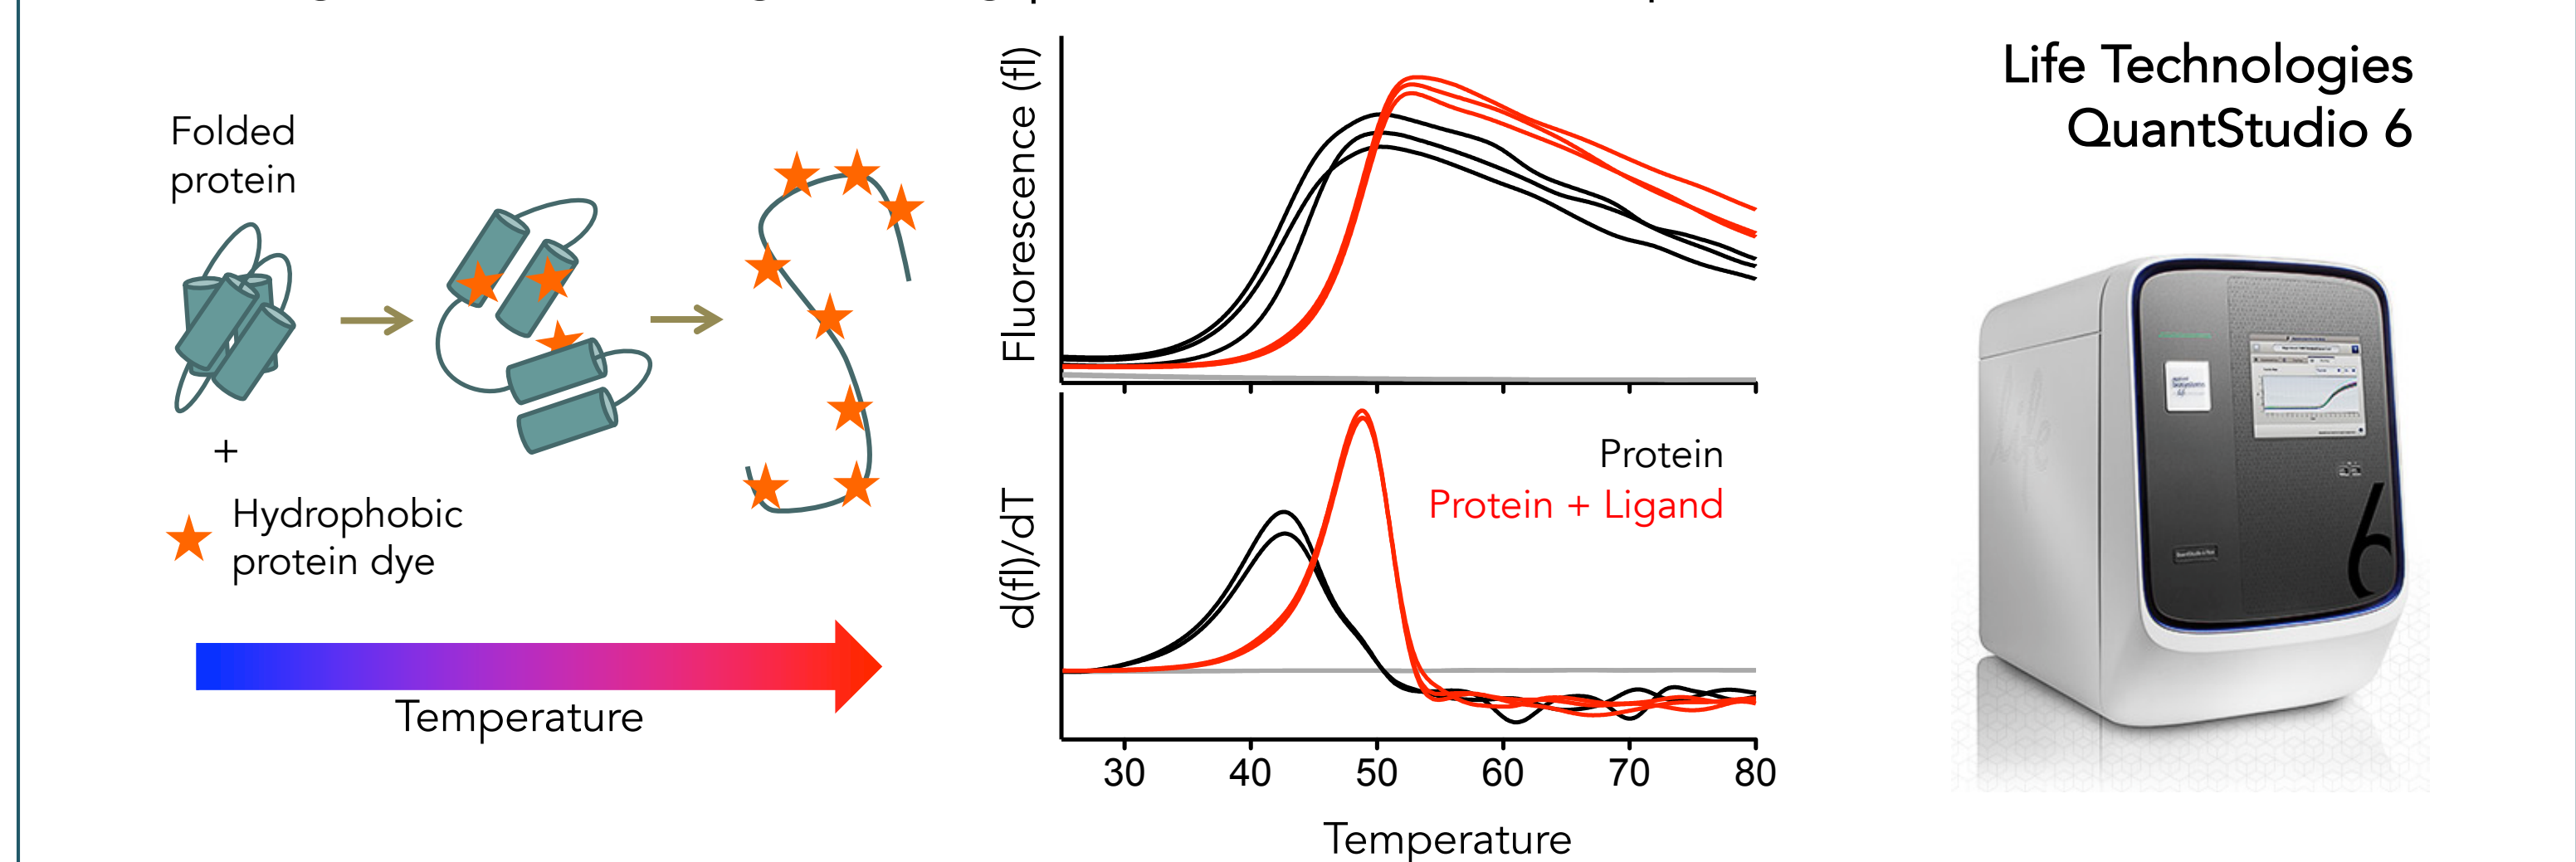 Folded
protein
+
Hydrophobic
protein dye
Temperature
Fluorescence (fl)
d(fl)/dT
Protein
Protein + Ligand
30 40 50 60 70 80
Temperature
Life Technologies
QuantStudio 6
6